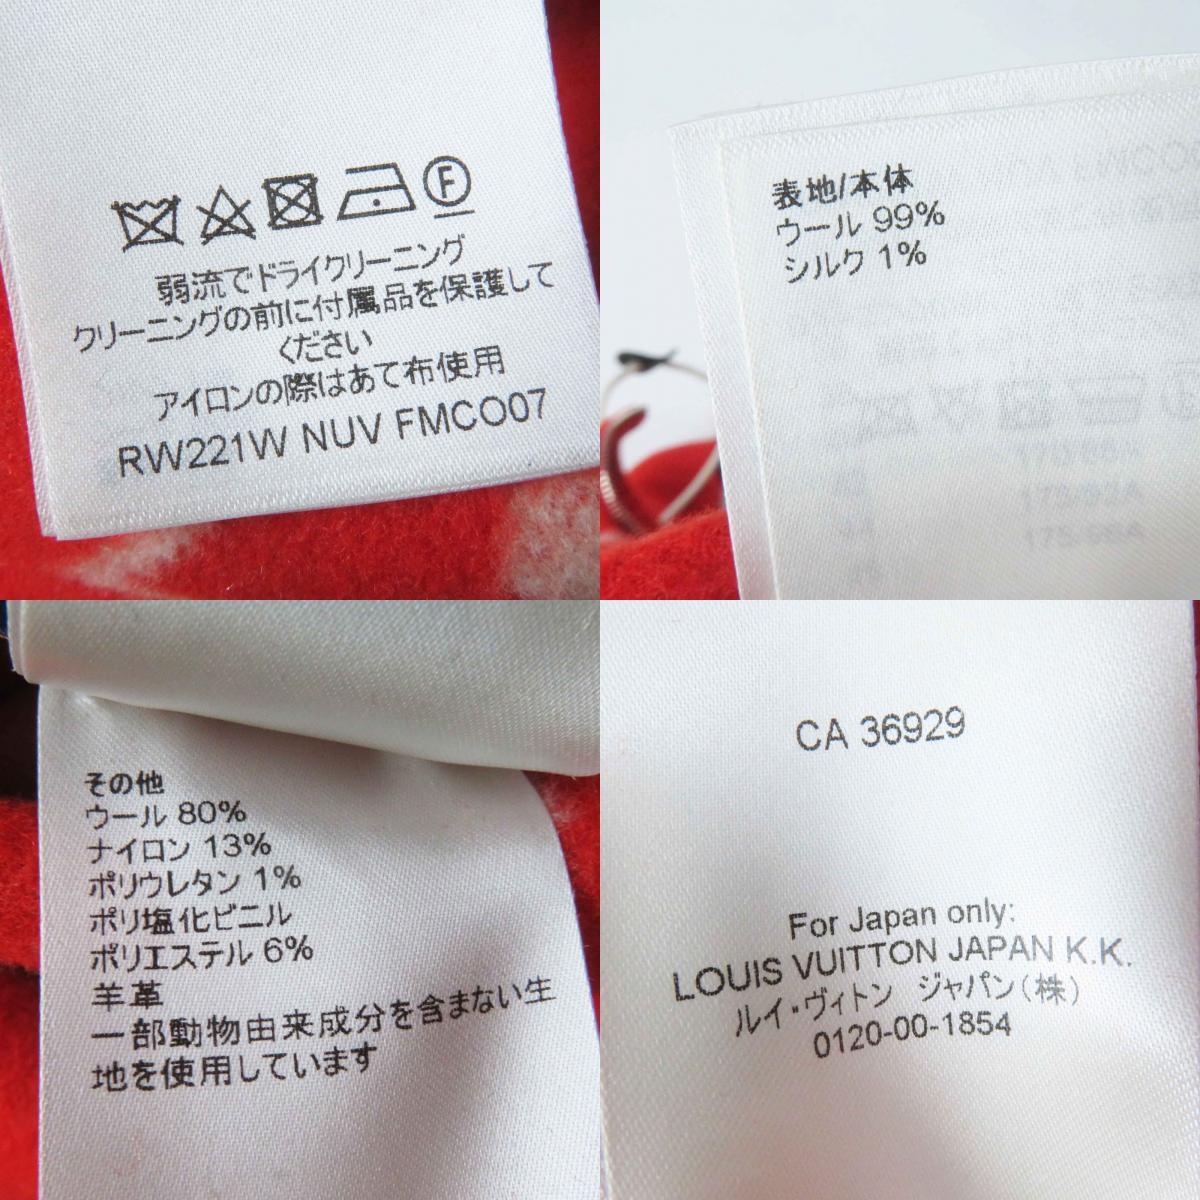 F
弱流でドライクリーニング
クリーニングの前に付属品を保護して
ください
アイロンの際はあて布使用
RW221W NUV FMCO07
表地/本体
ウール 99%
シルク 1%
その他
ウール 80%
ナイロン 13%
ポリウレタン 1%
ポリ塩化ビニル
ポリエステル 6%
羊革
一部動物由来成分を含まない生
地を使用しています
CA 36929
For Japan only:
LOUIS VUITTON JAPAN K.K.
ルイ・ヴィトン ジャパン(株)
0120-00-1854